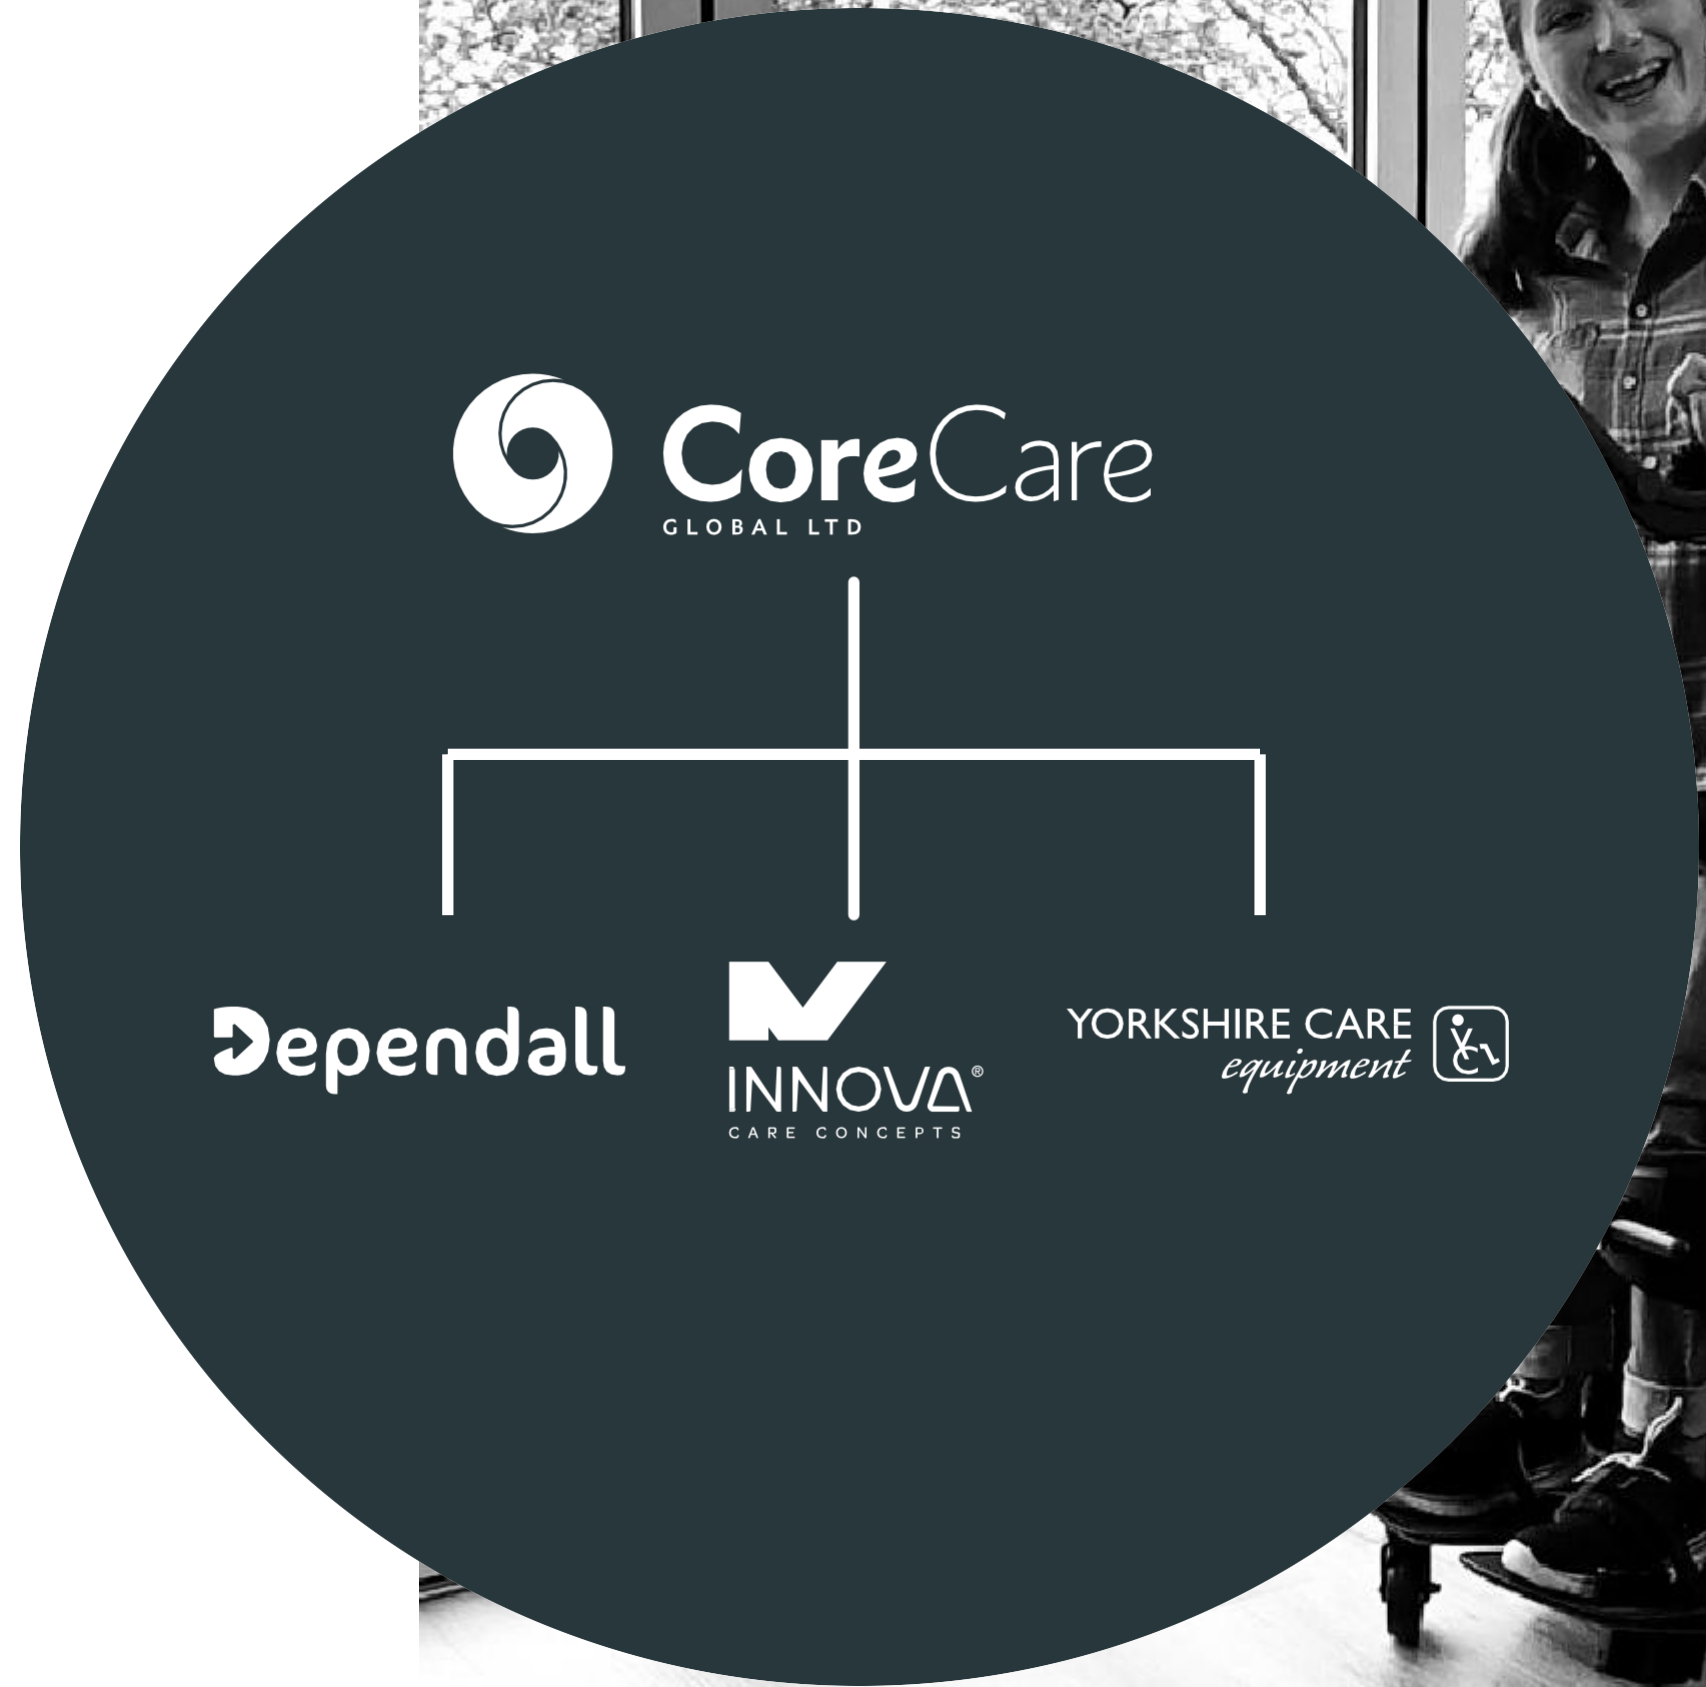 CoreCare
GLOBAL LTD
Dependall
INNOVA®
CARE CONCEPTS
YORKSHIRE CARE
equipment